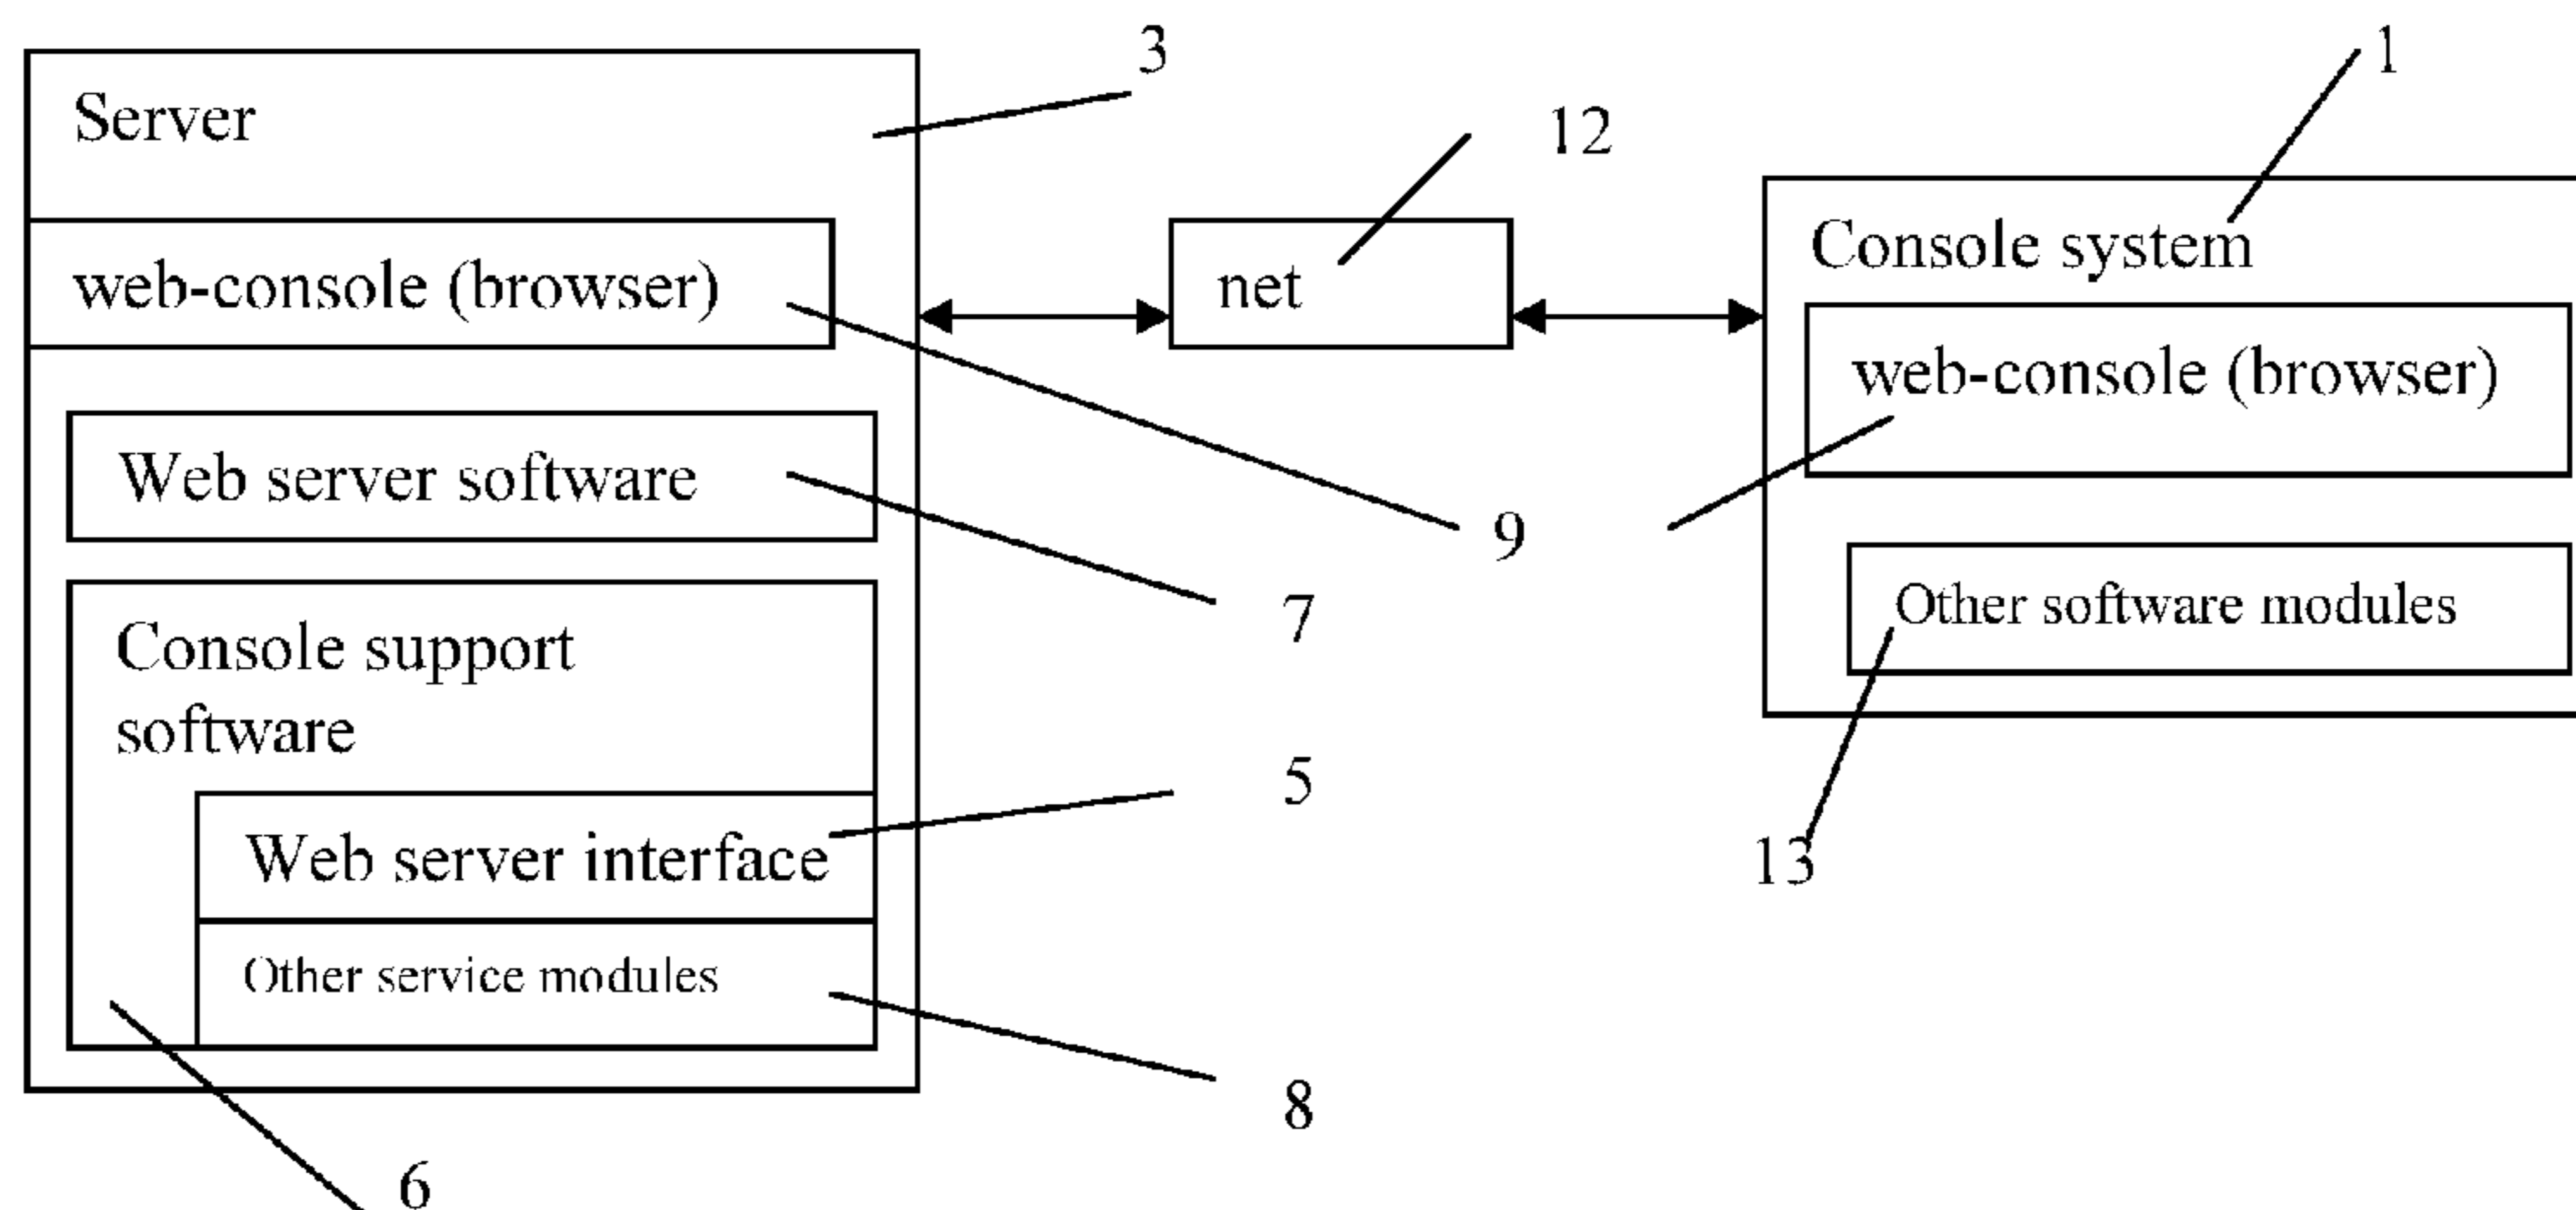 3
1
Server
12
Console system
web-console (browser)
net
web-console (browser)
Web server software
9
Other software modules
7
Console support
software
5
Web server interface
13
Other service modules
8
6